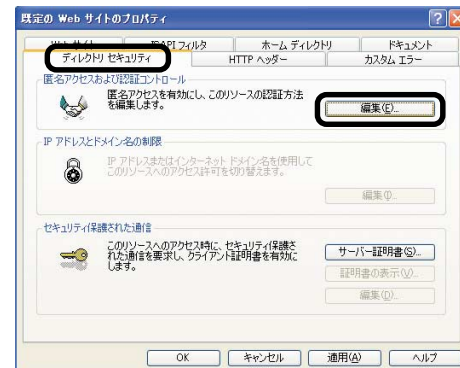 既定の Web サイトのプロパティ
Web サイト
ISAPI フィルタ
ホーム ディレクトリ
ドキュメント
ディレクトリ セキュリティ
HTTP ヘッダー
カスタム エラー
匿名アクセスおよび認証コントロール
匿名アクセスを有効にし、このリソースの認証方法
を編集します。
編集(E)...
IP アドレスとドメイン名の制限
IP アドレスまたはインターネット ドメイン名を使用して
このリソースへのアクセス許可を切り替えます。
編集(I)...
セキュリティ保護された通信
このリソースへのアクセス時に、セキュリティ保護さ
れた通信を要求し、クライアント証明書を有効に
します。
サーバー証明書(S)...
証明書の表示(V)...
編集(D)...
OK
キャンセル
適用(A)
ヘルプ